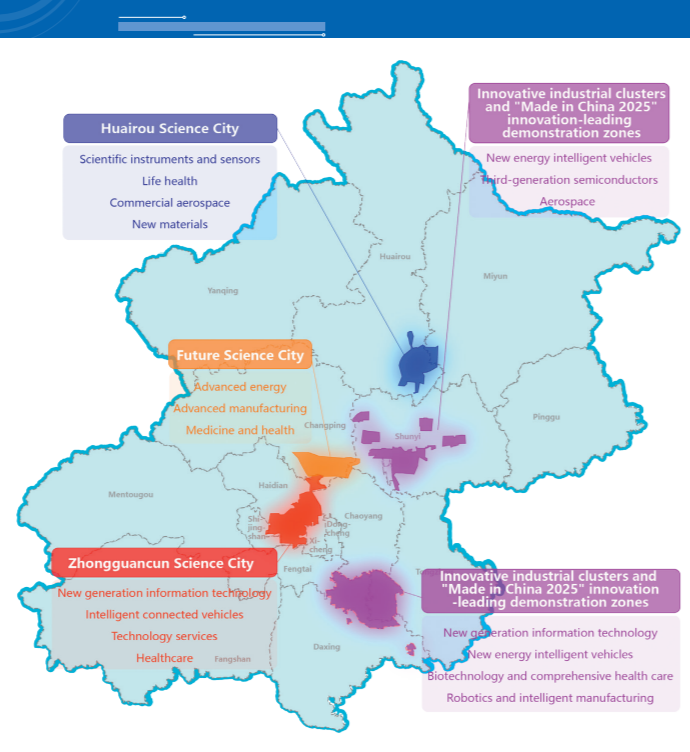 Innovative industrial clusters
and "Made in China 2025"
innovation-leading
demonstration zones
New energy intelligent vehicles
Third-generation semiconductors
Aerospace
Huairou Science City
Scientific instruments and sensors
Life health
Commercial aerospace
New materials
Huairou
Miyun
Yanqing
Future Science City
Advanced energy
Advanced manufacturing
Medicine and health
Changping
Shunyi
Pinggu
Mentougou
Haidian
Shi-
jing-
shan
Dong-
cheng
Chaoyang
Xi-
cheng
Fengtai
Zhongguancun Science City
New generation information technology
Intelligent connected vehicles
Technology services
Healthcare
Fangshan
Daxing
Innovative industrial clusters and
"Made in China 2025" innovation
-leading demonstration zones
New generation information technology
New energy intelligent vehicles
Biotechnology and comprehensive health care
Robotics and intelligent manufacturing